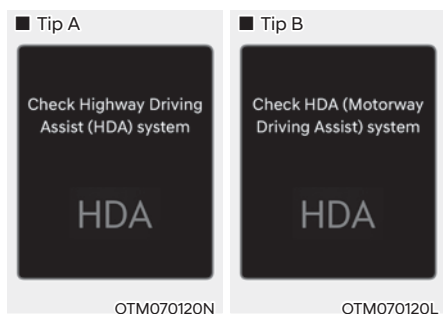 ■ Tip A
Check Highway Driving
Assist (HDA) system
HDA
OTM070120N
■ Tip B
Check HDA (Motorway
Driving Assist) system
HDA
OTM070120L